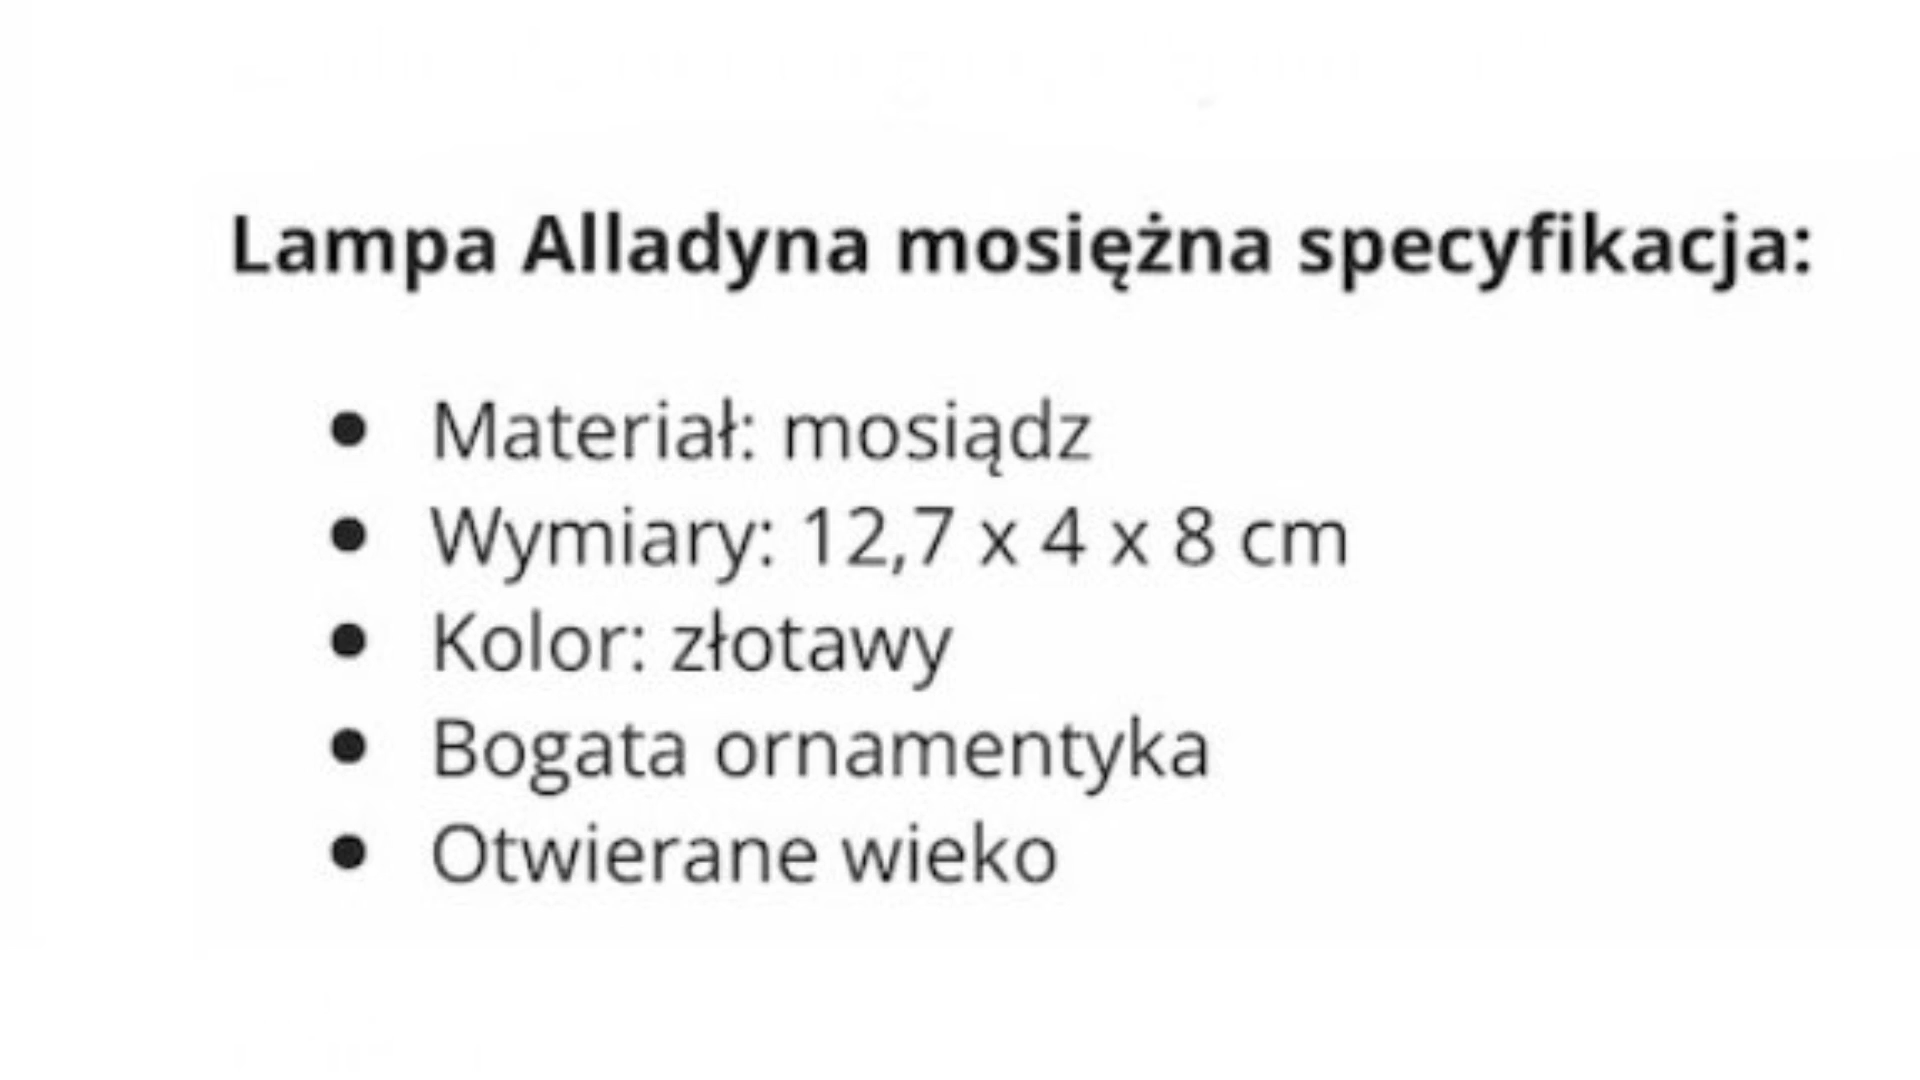 Lampa Alladyna mosiężna specyfikacja:
• Materiał: mosiądz
• Wymiary: 12,7 x 4 x 8 cm
• Kolor: złotawy
• Bogata ornamentyka
• Otwierane wieko